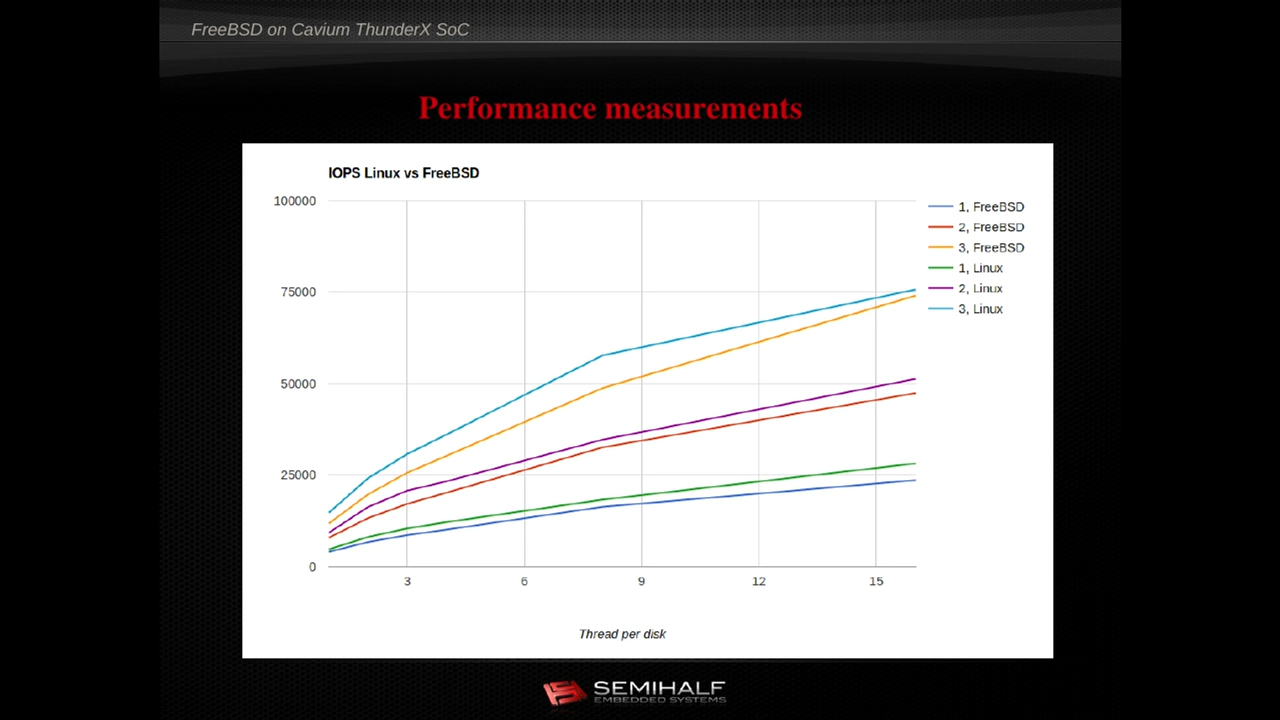 FreeBSD on Cavium ThunderX SoC
Performance measurements
IOPS Linux vs FreeBSD
100000
75000
50000
25000
0
3 6 9 12 15
Thread per disk
1, FreeBSD
2, FreeBSD
3, FreeBSD
1, Linux
2, Linux
3, Linux
SEMIHALF
EMBEDDED SYSTEMS